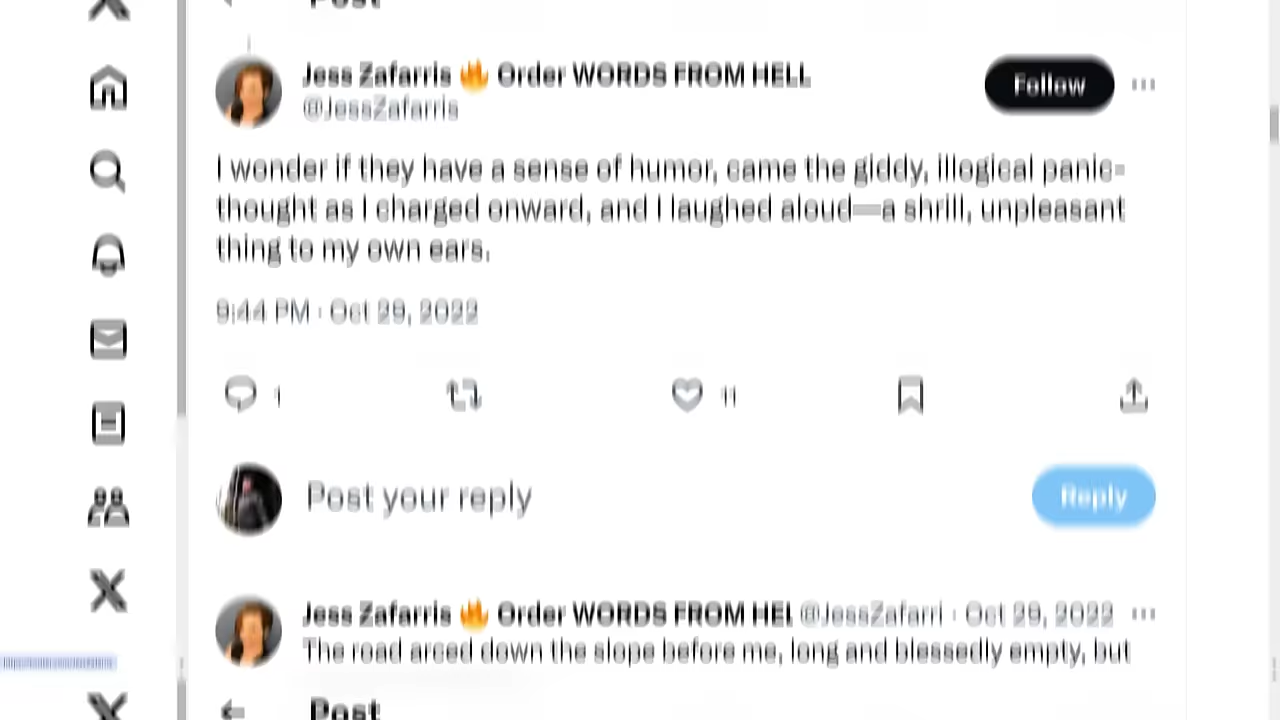 Post
Jess Zafarris 🔥 Order WORDS FROM HELL
Follow
@JessZafarris
I wonder if they have a sense of humor, came the giddy, illogical panic-
thought as I charged onward, and I laughed aloud—a shrill, unpleasant
thing to my own ears.
9:44 PM · Oct 29, 2022
1
11
Post your reply
Reply
Jess Zafarris 🔥 Order WORDS FROM HEL @JessZafarri · Oct 29, 2022
The road arced down the slope before me, long and blessedly empty, but
Post